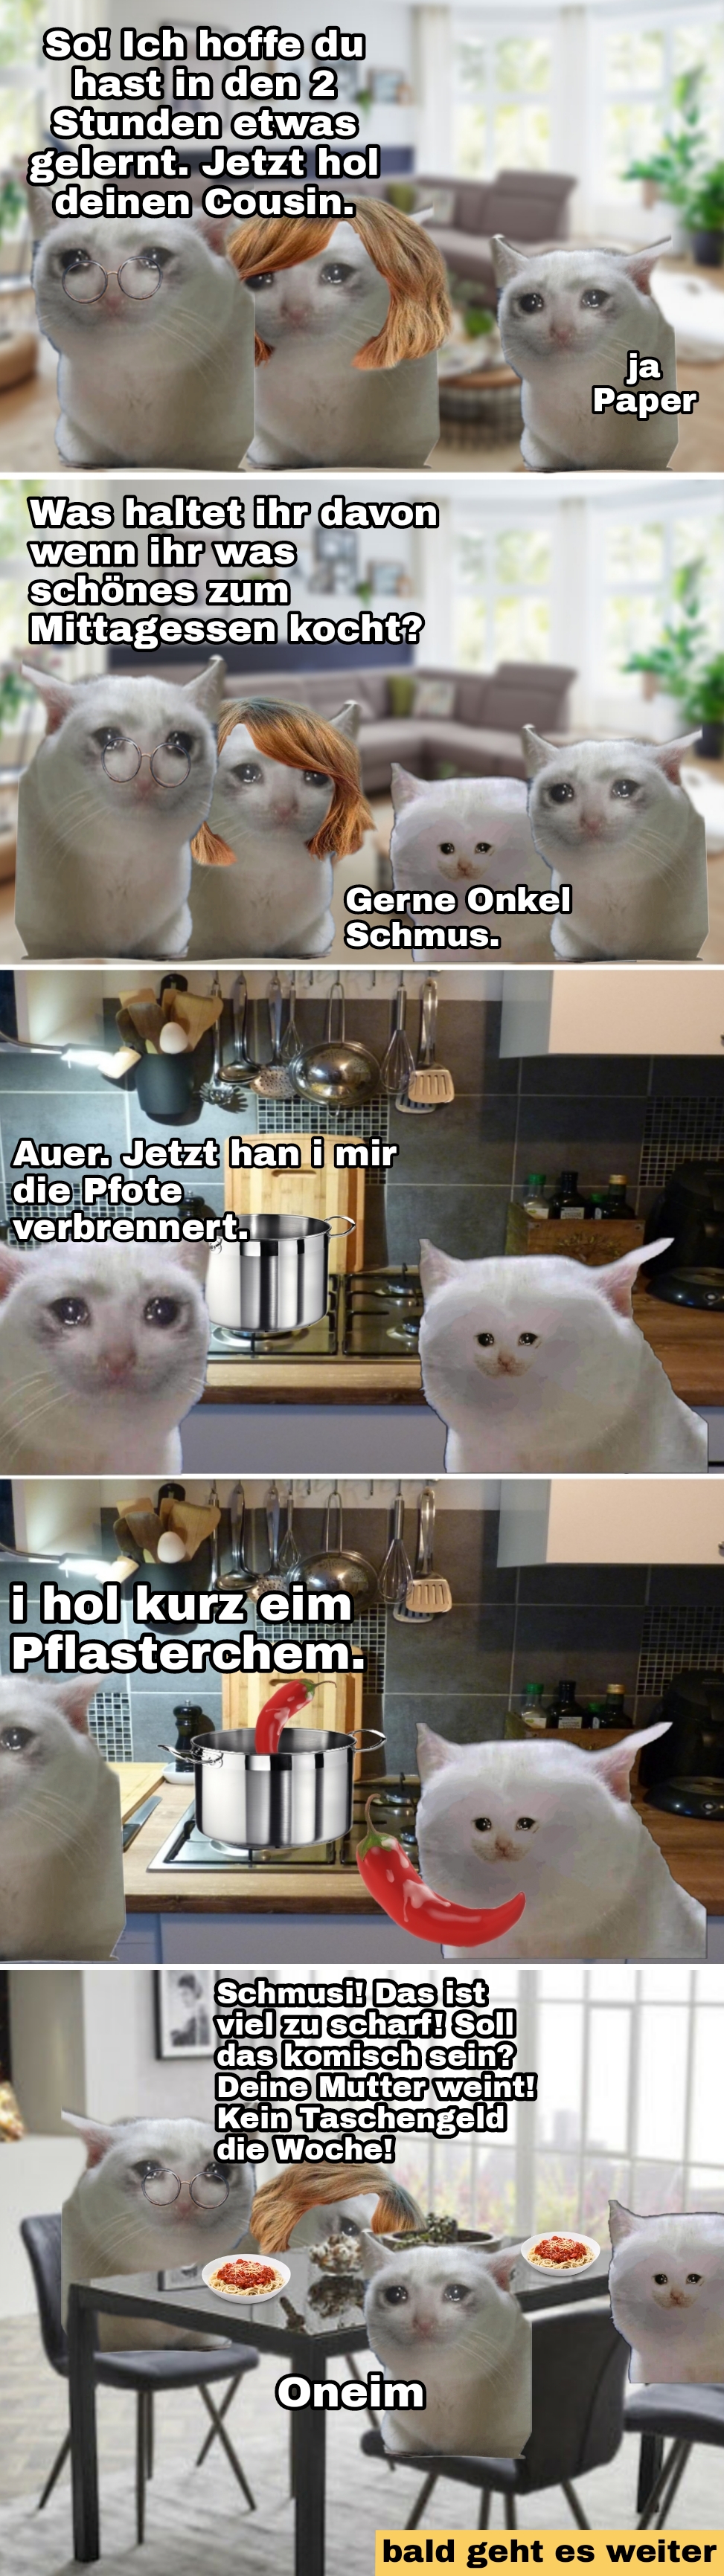 So! Ich hoffe du
hast in den 2
Stunden etwas
gelernt. Jetzt hol
deinen Cousin.
ja
Paper
Was haltet ihr davon
wenn ihr was
schönes zum
Mittagessen kocht?
Gerne Onkel
Schmus.
Auer. Jetzt han i mir
die Pfote
verbrennert.
i hol kurz eim
Pflasterchem.
Schmusi! Das ist
viel zu scharf! Soll
das komisch sein?
Deine Mutter weint!
Kein Taschengeld
die Woche!
Oneim
bald geht es weiter